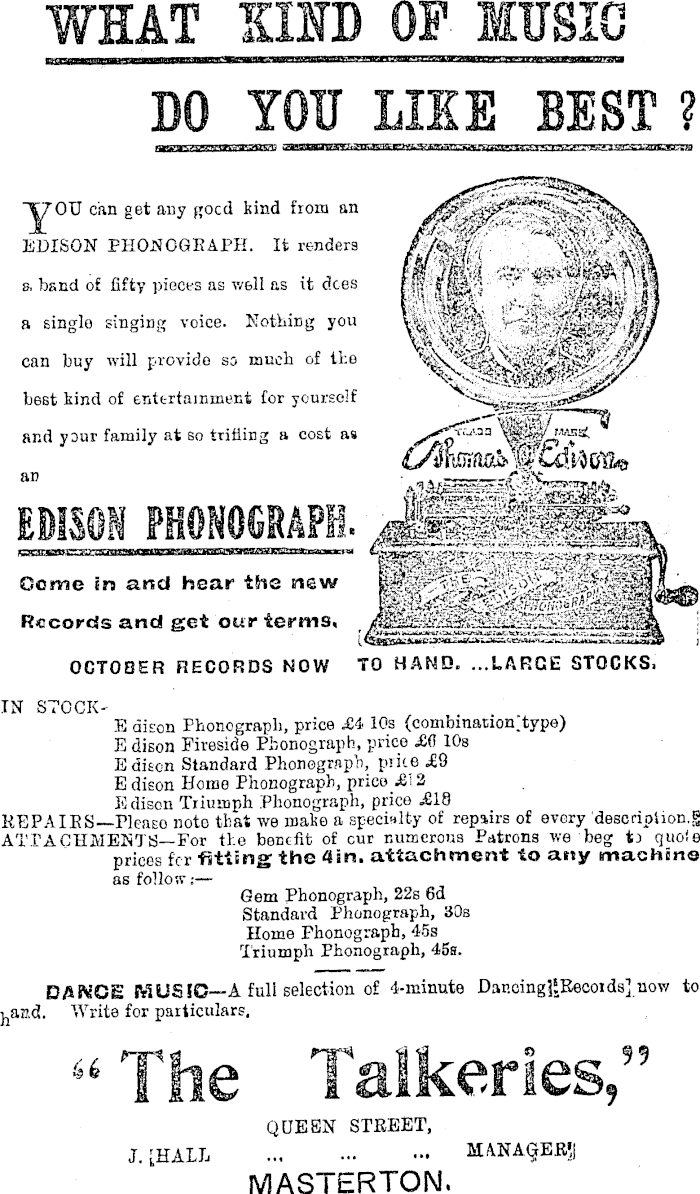 WHAT KIND OF MUSIC
DO YOU LIKE BEST ?
YOU can get any good kind from an
EDISON PHONOGRAPH. It renders
a band of fifty pieces as well as it does
a single singing voice. Nothing you
can buy will provide so much of the
best kind of entertainment for yourself
and your family at so trifling a cost as
an
EDISON PHONOGRAPH.
Come in and hear the new
Records and get our terms.
TRADE MARK
Thomas A Edison
THE EDISON PHONOGRAPH
OCTOBER RECORDS NOW TO HAND. ...LARGE STOCKS.
IN STOCK-
Edison Phonograph, price £4 10s (combination type)
Edison Fireside Phonograph, price £6 10s
Edison Standard Phonograph, price £9
Edison Home Phonograph, price £12
Edison Triumph Phonograph, price £18
REPAIRS—Please note that we make a specialty of repairs of every description.
ATTACHMENTS—For the benefit of our numerous Patrons we beg to quote
prices for fitting the 4in. attachment to any machine
as follow:—
Gem Phonograph, 22s 6d
Standard Phonograph, 30s
Home Phonograph, 45s
Triumph Phonograph, 45s.
DANCE MUSIC—A full selection of 4-minute Dancing Records now to
hand. Write for particulars.
"The Talkeries,"
QUEEN STREET,
J. HALL ... ... ... MANAGER
MASTERTON.